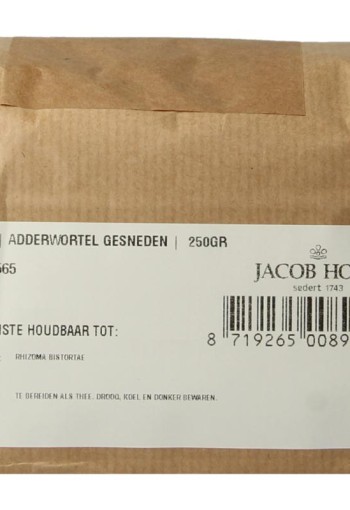 | ADDERWORTEL GESNEDEN | 250GR
565
JACOB HO
sedert 1743
NSTE HOUDBAAR TOT:
8 719265 0089
RHIZOMA BISTORTAE
TE BEREIDEN ALS THEE. DROOG, KOEL EN DONKER BEWAREN.